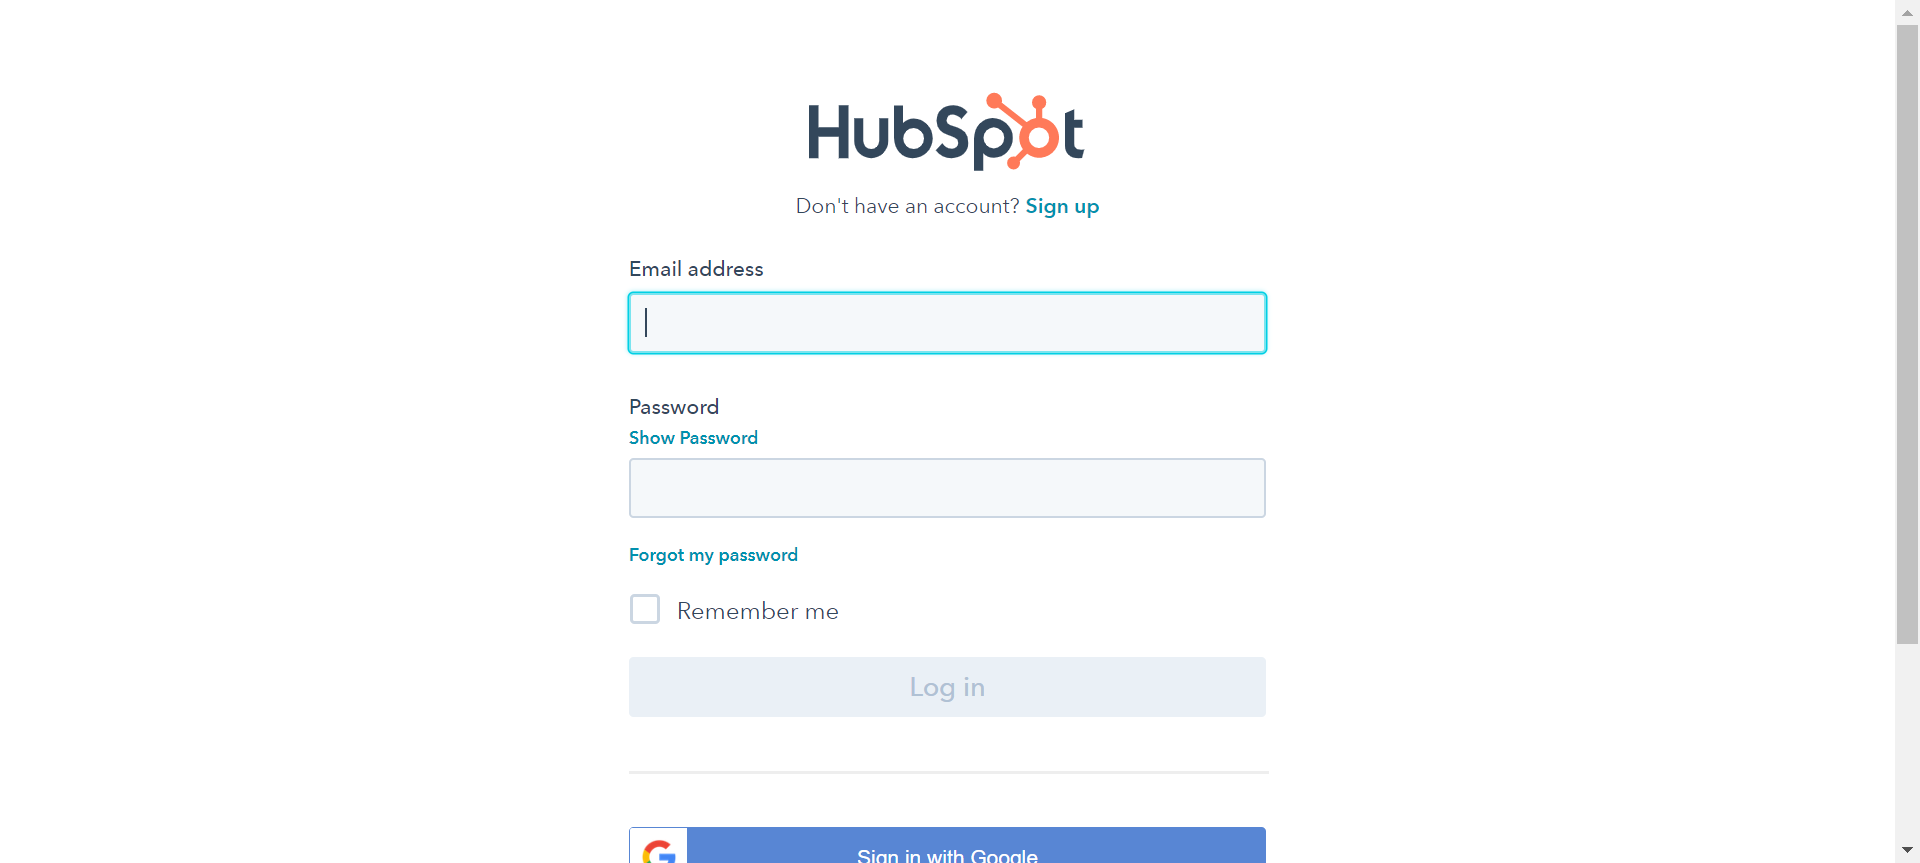 HubSpot
Don't have an account? Sign up
Email address
Password
Show Password
Forgot my password
Remember me
Log in
Sign in with Google